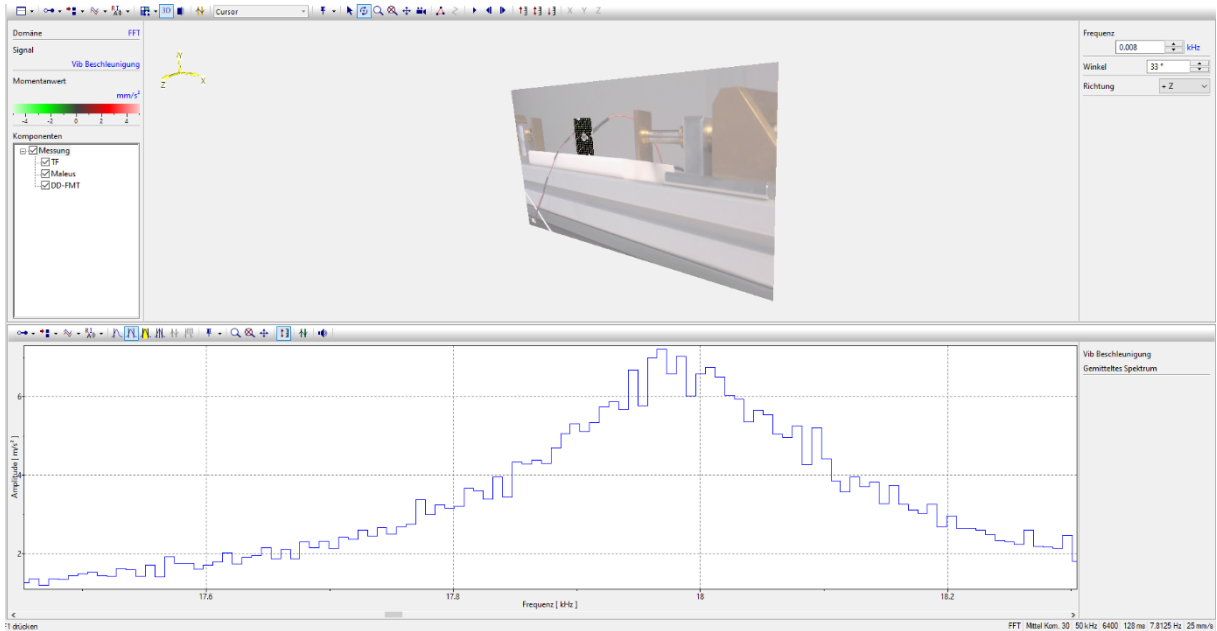 3D
Cursor
X Y Z
Domäne FFT
Signal
Vib Beschleunigung
Momentanwert
mm/s²
-4 -2 0 2 4
Komponenten
Messung
TF
Maleus
DD-FMT
Y
X
Z
Frequenz
0.008 kHz
Winkel 33 °
Richtung + Z
Vib Beschleunigung
Gemitteltes Spektrum
Amplitude [ m/s² ]
6
4
2
17.6 17.8 18 18.2
Frequenz [ kHz ]
F1 drücken
FFT Mittel Kom. 30 50 kHz 6400 128 ms 7.8125 Hz 25 mm/s